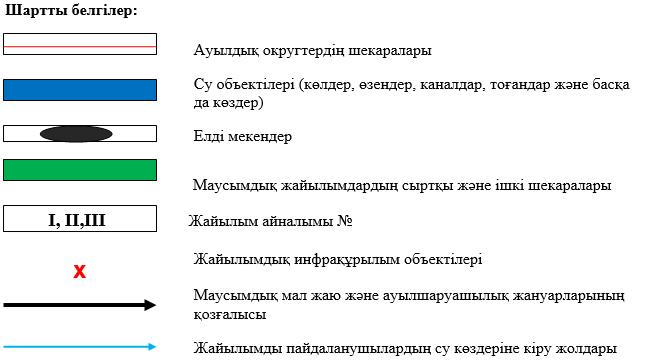 Шартты белгілер:
Ауылдық округтердің шекаралары
Су объектілері (көлдер, өзендер, каналдар, тоғандар және басқа
да көздер)
Елді мекендер
Маусымдық жайылымдардың сыртқы және ішкі шекаралары
I, II,III
Жайылым айналымы №
X
Жайылымдық инфрақұрылым объектілері
Маусымдық мал жаю және ауылшаруашылық жануарларының
қозғалысы
Жайылымды пайдаланушылардың су көздеріне кіру жолдары